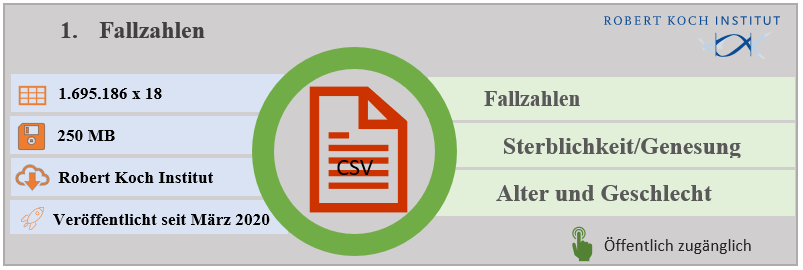 1. Fallzahlen
ROBERT KOCH INSTITUT
1.695.186 x 18
250 MB
Robert Koch Institut
Veröffentlicht seit März 2020
CSV
Fallzahlen
Sterblichkeit/Genesung
Alter und Geschlecht
Öffentlich zugänglich